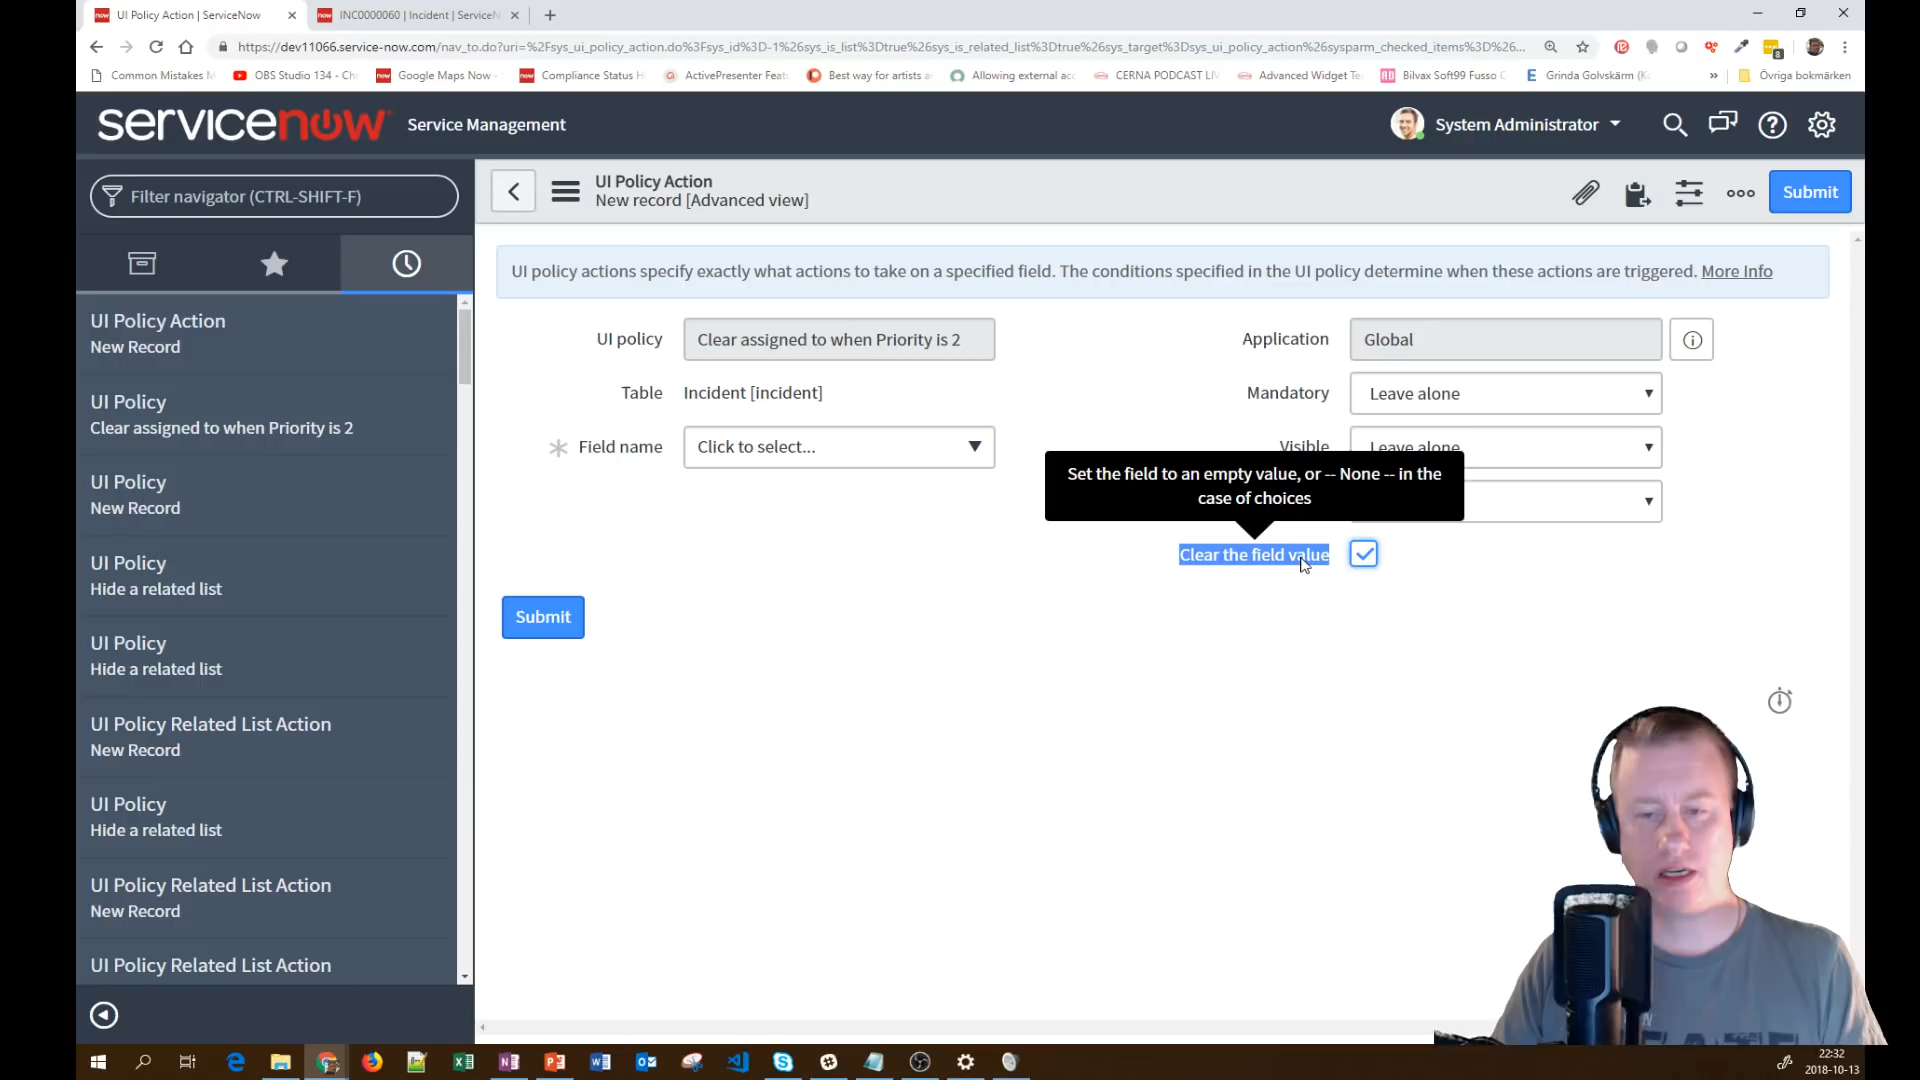 UI Policy Action | ServiceNow
INC0000060 | Incident | ServiceN
https://dev11066.service-now.com/nav_to.do?uri=%2Fsys_ui_policy_action.do%3Fsys_id%3D-1%26sys_is_list%3Dtrue%26sys_is_related_list%3Dtrue%26sys_target%3Dsys_ui_policy_action%26sysparm_checked_items%3D%26...
Common Mistakes
OBS Studio 134 - Ch
Google Maps Now -
Compliance Status H
ActivePresenter Feat
Best way for artists a
Allowing external acc
CERNA PODCAST LIV
Advanced Widget Te
Bilvax Soft99 Fusso C
Grinda Golvskärm (K
»
Övriga bokmärken
servicenow
Service Management
System Administrator
Filter navigator (CTRL-SHIFT-F)
UI Policy Action
New record [Advanced view]
Submit
UI policy actions specify exactly what actions to take on a specified field. The conditions specified in the UI policy determine when these actions are triggered. More Info
UI policy
Clear assigned to when Priority is 2
Application
Global
Table
Incident [incident]
Mandatory
Leave alone
Field name
Click to select...
Visible
Leave alone
Set the field to an empty value, or -- None -- in the
case of choices
Clear the field value
Submit
UI Policy Action
New Record
UI Policy
Clear assigned to when Priority is 2
UI Policy
New Record
UI Policy
Hide a related list
UI Policy
Hide a related list
UI Policy Related List Action
New Record
UI Policy
Hide a related list
UI Policy Related List Action
New Record
UI Policy Related List Action
22:32
2018-10-13